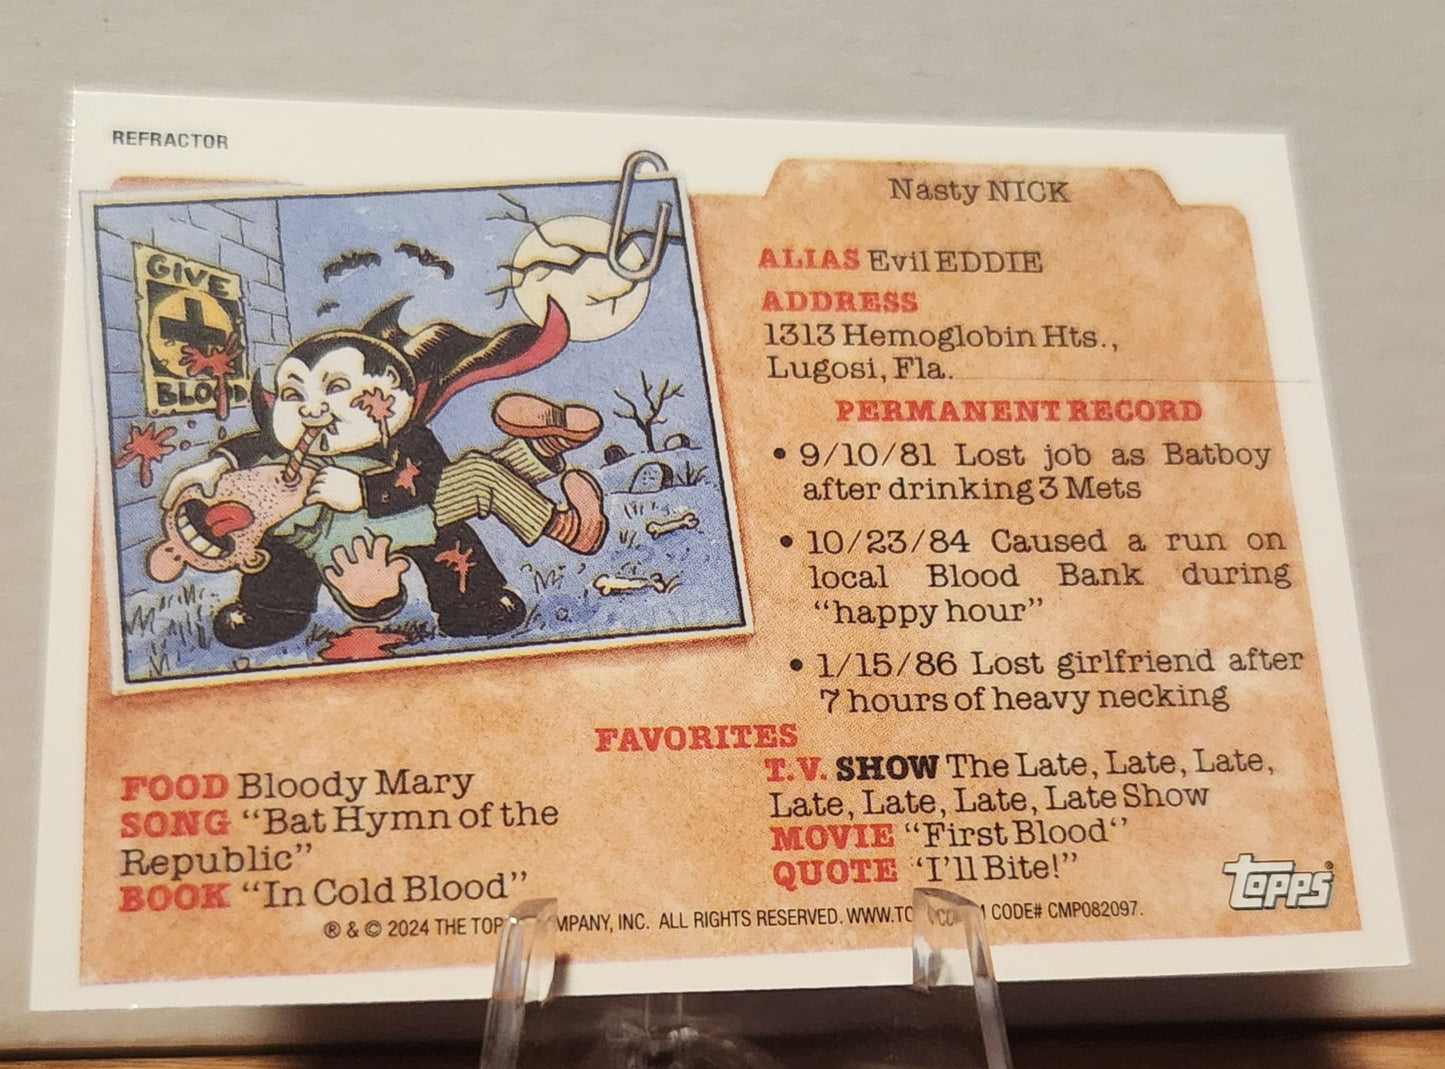 REFRACTOR
GIVE
BLOOD
Nasty NICK
ALIAS Evil EDDIE
ADDRESS
1313 Hemoglobin Hts.,
Lugosi, Fla.
PERMANENT RECORD
• 9/10/81 Lost job as Batboy
after drinking 3 Mets
• 10/23/84 Caused a run on
local Blood Bank during
“happy hour”
• 1/15/86 Lost girlfriend after
7 hours of heavy necking
FAVORITES
FOOD Bloody Mary
SONG “Bat Hymn of the
Republic”
BOOK “In Cold Blood”
T.V. SHOW The Late, Late, Late,
Late, Late, Late, Late Show
MOVIE “First Blood‘’
QUOTE ‘I’ll Bite!”
topps
® & © 2024 THE INC. ALL RIGHTS RESERVED. CODE# CMP082097.